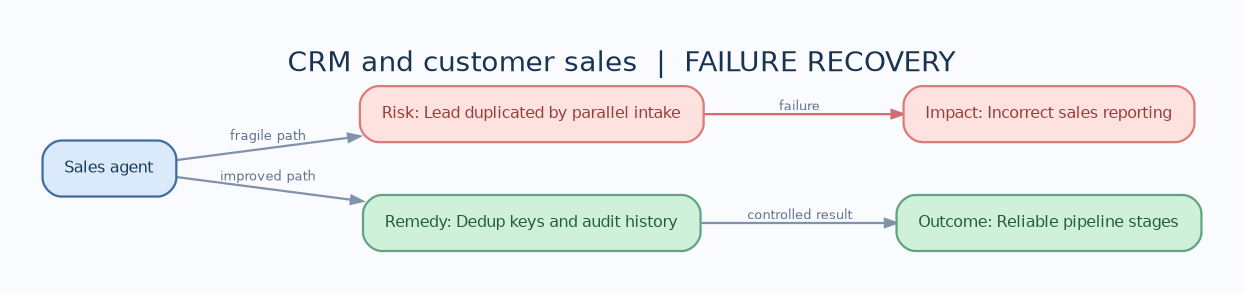 CRM and customer sales | FAILURE RECOVERY
Risk: Lead duplicated by parallel intake
failure
Impact: Incorrect sales reporting
fragile path
Sales agent
improved path
Remedy: Dedup keys and audit history
controlled result
Outcome: Reliable pipeline stages